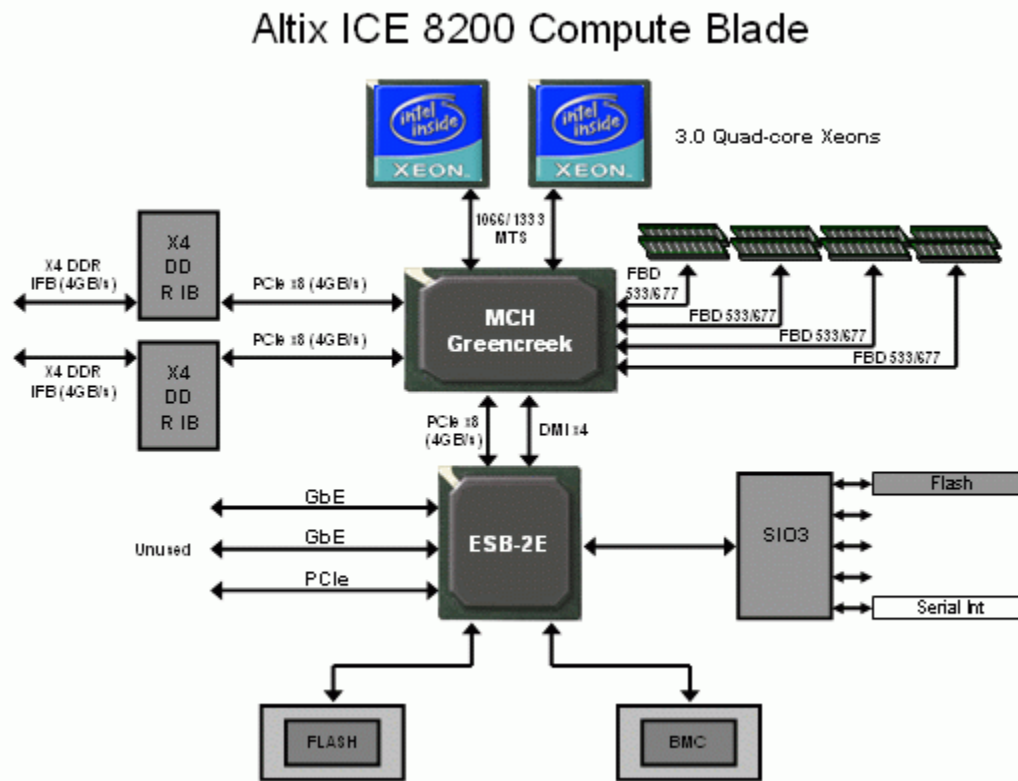 Altix ICE 8200 Compute Blade
intel
inside
XEON™
intel
inside
XEON™
3.0 Quad-core Xeons
1066/1333
MTS
X4
DD
R IB
X4 DDR
IFB (4GB/s)
PCIe x8 (4GB/s)
FBD
533/677
FBD 533/677
FBD 533/677
FBD 533/677
MCH
Greencreek
PCIe x8 (4GB/s)
X4
DD
R IB
X4 DDR
IFB (4GB/s)
PCIe x8
(4GB/s)
DMI x4
GbE
Unused
GbE
PCIe
ESB-2E
SIO3
Flash
Serial Int
FLASH
BMC